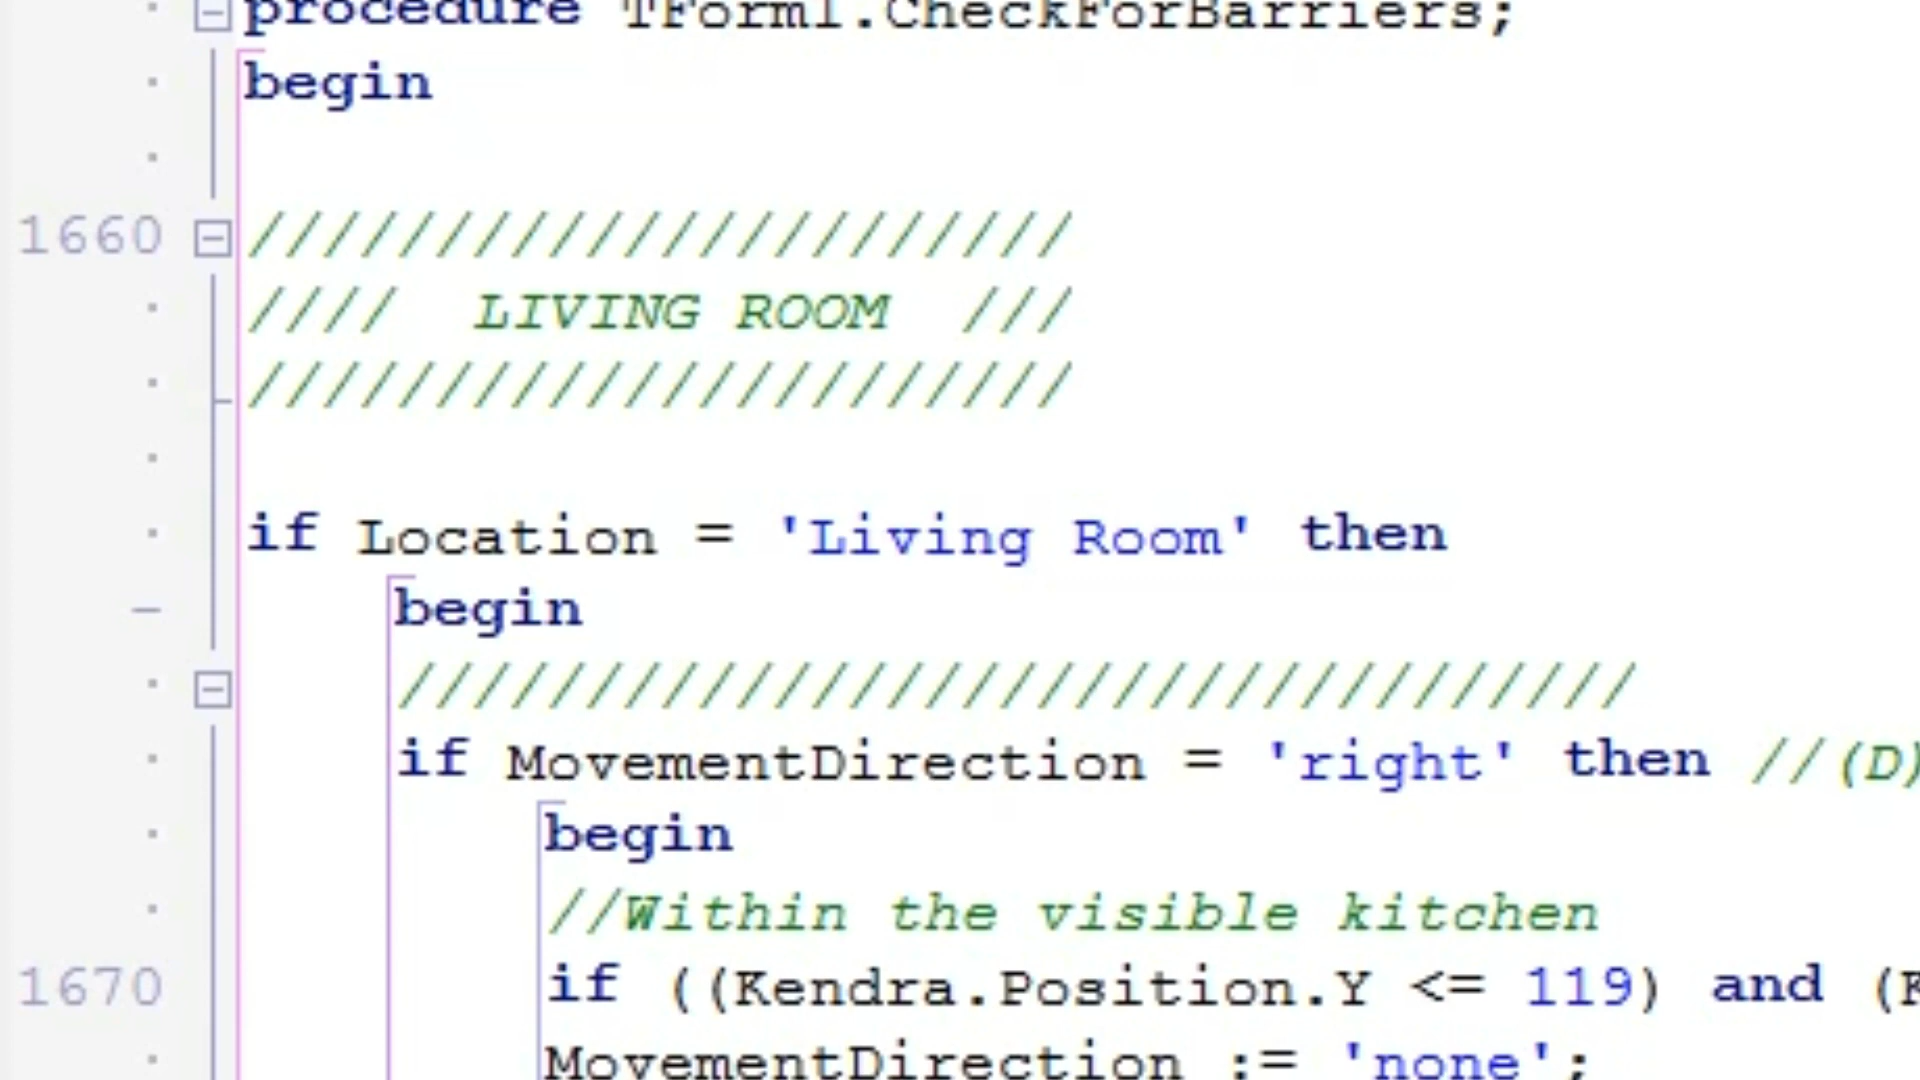 procedure TForm1.CheckForBarriers;
begin
1660 //////////////////////
////  LIVING ROOM  ///
//////////////////////
if Location = 'Living Room' then
begin
/////////////////////////////////
if MovementDirection = 'right' then //(D)
begin
//Within the visible kitchen
1670 if ((Kendra.Position.Y <= 119) and (K
MovementDirection := 'none';